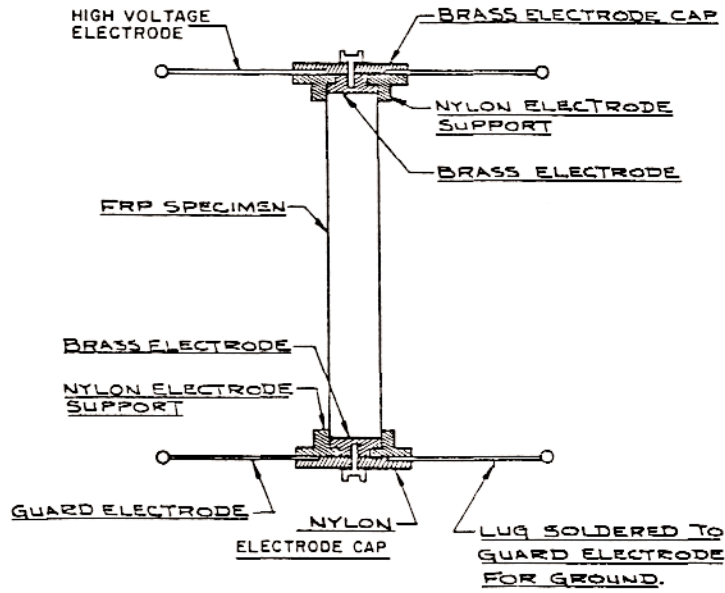 HIGH VOLTAGE
ELECTRODE
BRASS ELECTRODE CAP
NYLON ELECTRODE
SUPPORT
BRASS ELECTRODE
FRP SPECIMEN
BRASS ELECTRODE
NYLON ELECTRODE
SUPPORT
GUARD ELECTRODE
NYLON
ELECTRODE CAP
LUG SOLDERED TO
GUARD ELECTRODE
FOR GROUND.